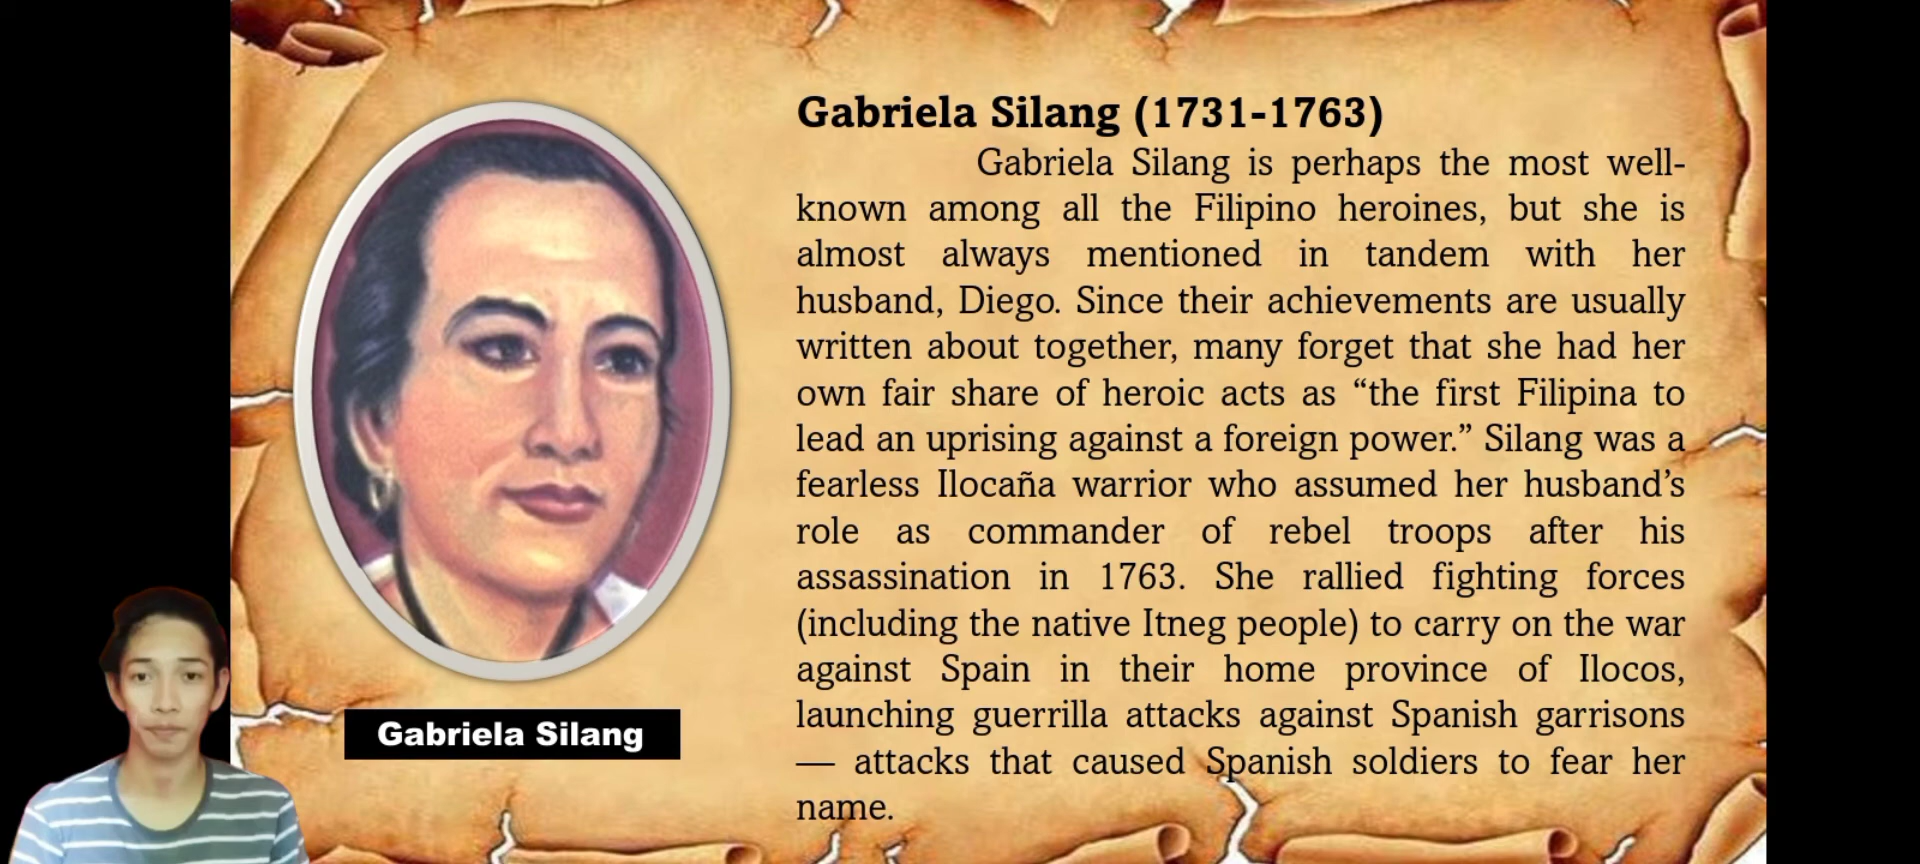 Gabriela Silang (1731-1763)
Gabriela Silang is perhaps the most well-
known among all the Filipino heroines, but she is
almost always mentioned in tandem with her
husband, Diego. Since their achievements are usually
written about together, many forget that she had her
own fair share of heroic acts as “the first Filipina to
lead an uprising against a foreign power.” Silang was a
fearless Ilocaña warrior who assumed her husband’s
role as commander of rebel troops after his
assassination in 1763. She rallied fighting forces
(including the native Itneg people) to carry on the war
against Spain in their home province of Ilocos,
launching guerrilla attacks against Spanish garrisons
— attacks that caused Spanish soldiers to fear her
name.
Gabriela Silang